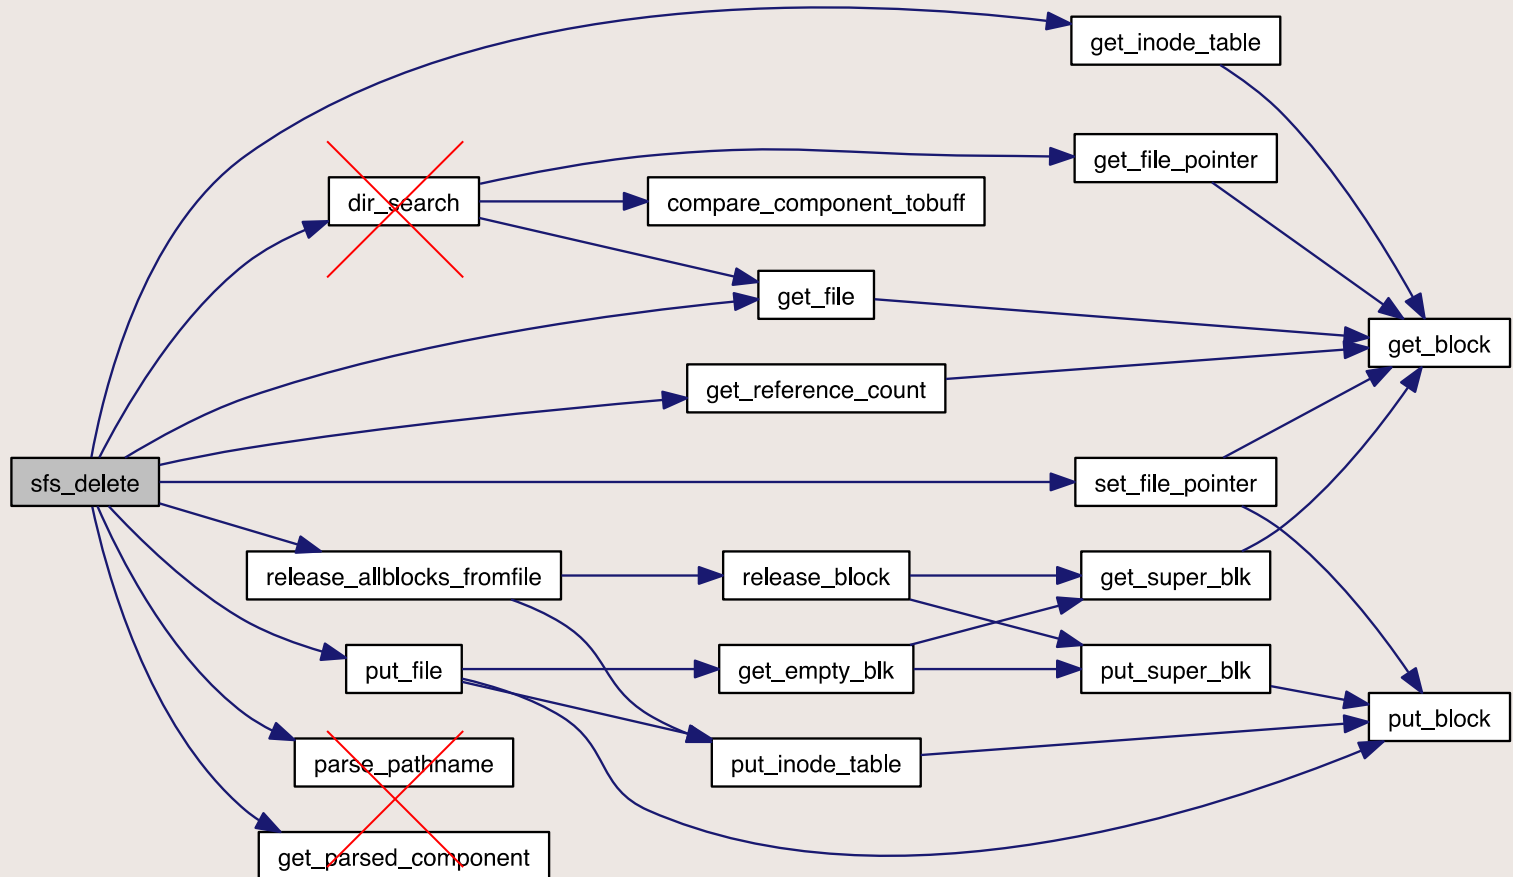 get_inode_table
get_file_pointer
dir_search
compare_component_tobuff
get_file
get_block
get_reference_count
sfs_delete
set_file_pointer
release_allblocks_fromfile
release_block
get_super_blk
put_file
get_empty_blk
put_super_blk
put_block
parse_pathname
put_inode_table
get_parsed_component